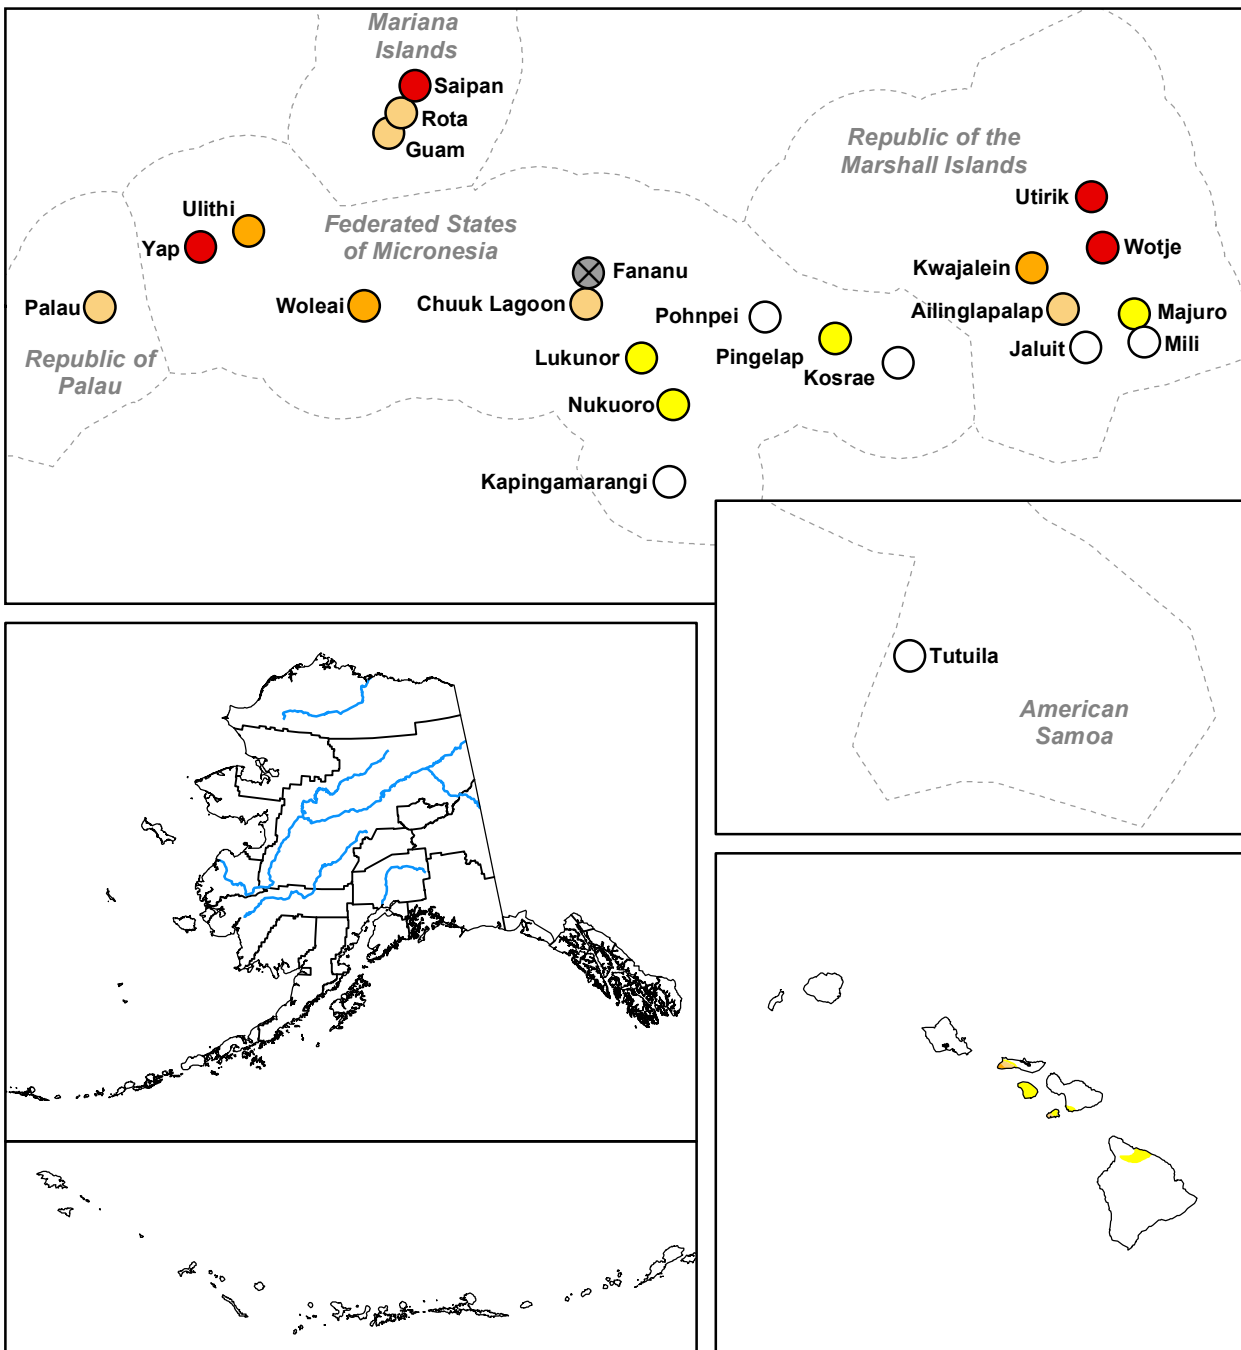 Mariana
Islands
Saipan
Rota
Guam
Republic of the
Marshall Islands
Utirik
Ulithi
Federated States
of Micronesia
Yap
Wotje
Fananu
Kwajalein
Palau
Woleai
Chuuk Lagoon
Pohnpei
Ailinglapalap
Majuro
Republic of
Palau
Lukunor
Pingelap
Kosrae
Jaluit
Mili
Nukuoro
Kapingamarangi
Tutuila
American
Samoa